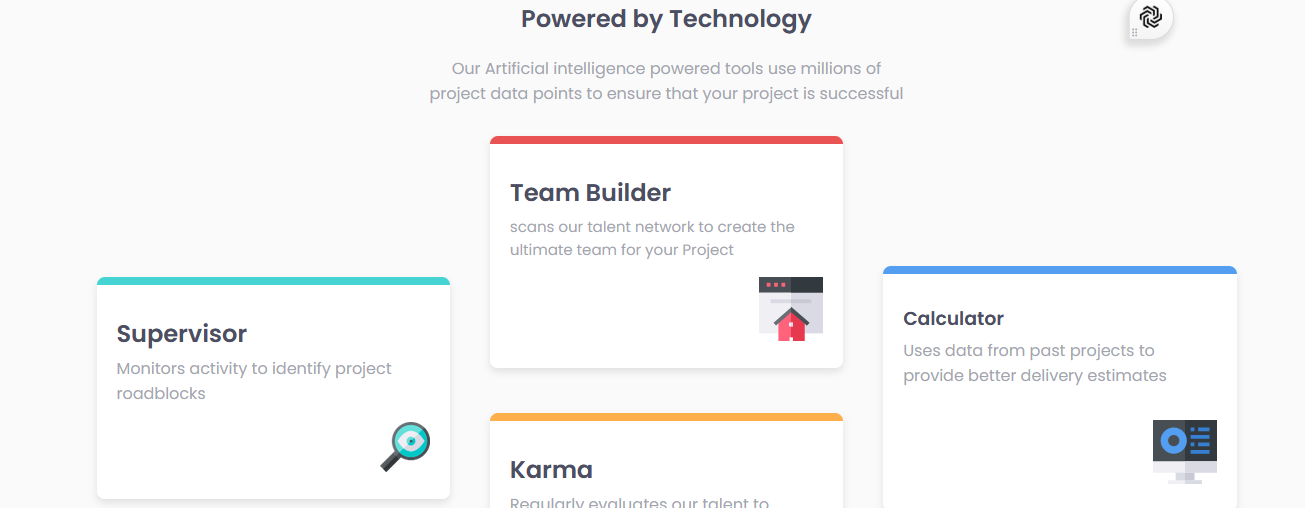 Powered by Technology
Our Artificial intelligence powered tools use millions of
project data points to ensure that your project is successful
Team Builder
scans our talent network to create the
ultimate team for your Project
Supervisor
Monitors activity to identify project
roadblocks
Calculator
Uses data from past projects to
provide better delivery estimates
Karma
Regularly evaluates our talent to